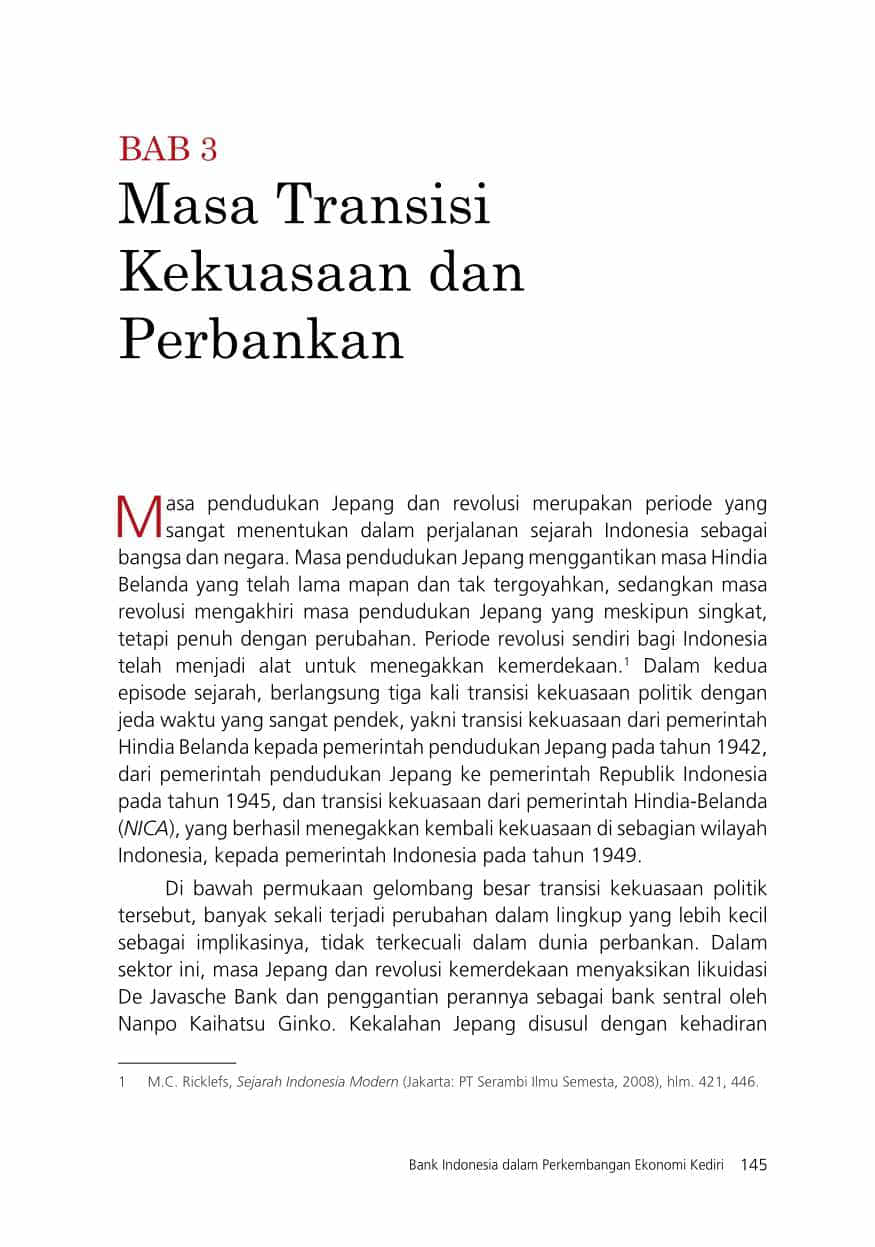 BAB 3
Masa Transisi
Kekuasaan dan
Perbankan
Masa pendudukan Jepang dan revolusi merupakan periode yang
sangat menentukan dalam perjalanan sejarah Indonesia sebagai
bangsa dan negara. Masa pendudukan Jepang menggantikan masa Hindia
Belanda yang telah lama mapan dan tak tergoyahkan, sedangkan masa
revolusi mengakhiri masa pendudukan Jepang yang meskipun singkat,
tetapi penuh dengan perubahan. Periode revolusi sendiri bagi Indonesia
telah menjadi alat untuk menegakkan kemerdekaan.1 Dalam kedua
episode sejarah, berlangsung tiga kali transisi kekuasaan politik dengan
jeda waktu yang sangat pendek, yakni transisi kekuasaan dari pemerintah
Hindia Belanda kepada pemerintah pendudukan Jepang pada tahun 1942,
dari pemerintah pendudukan Jepang ke pemerintah Republik Indonesia
pada tahun 1945, dan transisi kekuasaan dari pemerintah Hindia-Belanda
(NICA), yang berhasil menegakkan kembali kekuasaan di sebagian wilayah
Indonesia, kepada pemerintah Indonesia pada tahun 1949.
Di bawah permukaan gelombang besar transisi kekuasaan politik
tersebut, banyak sekali terjadi perubahan dalam lingkup yang lebih kecil
sebagai implikasinya, tidak terkecuali dalam dunia perbankan. Dalam
sektor ini, masa Jepang dan revolusi kemerdekaan menyaksikan likuidasi
De Javasche Bank dan penggantian perannya sebagai bank sentral oleh
Nanpo Kaihatsu Ginko. Kekalahan Jepang disusul dengan kehadiran
1 M.C. Ricklefs, Sejarah Indonesia Modern (Jakarta: PT Serambi Ilmu Semesta, 2008), hlm. 421, 446.
Bank Indonesia dalam Perkembangan Ekonomi Kediri 145